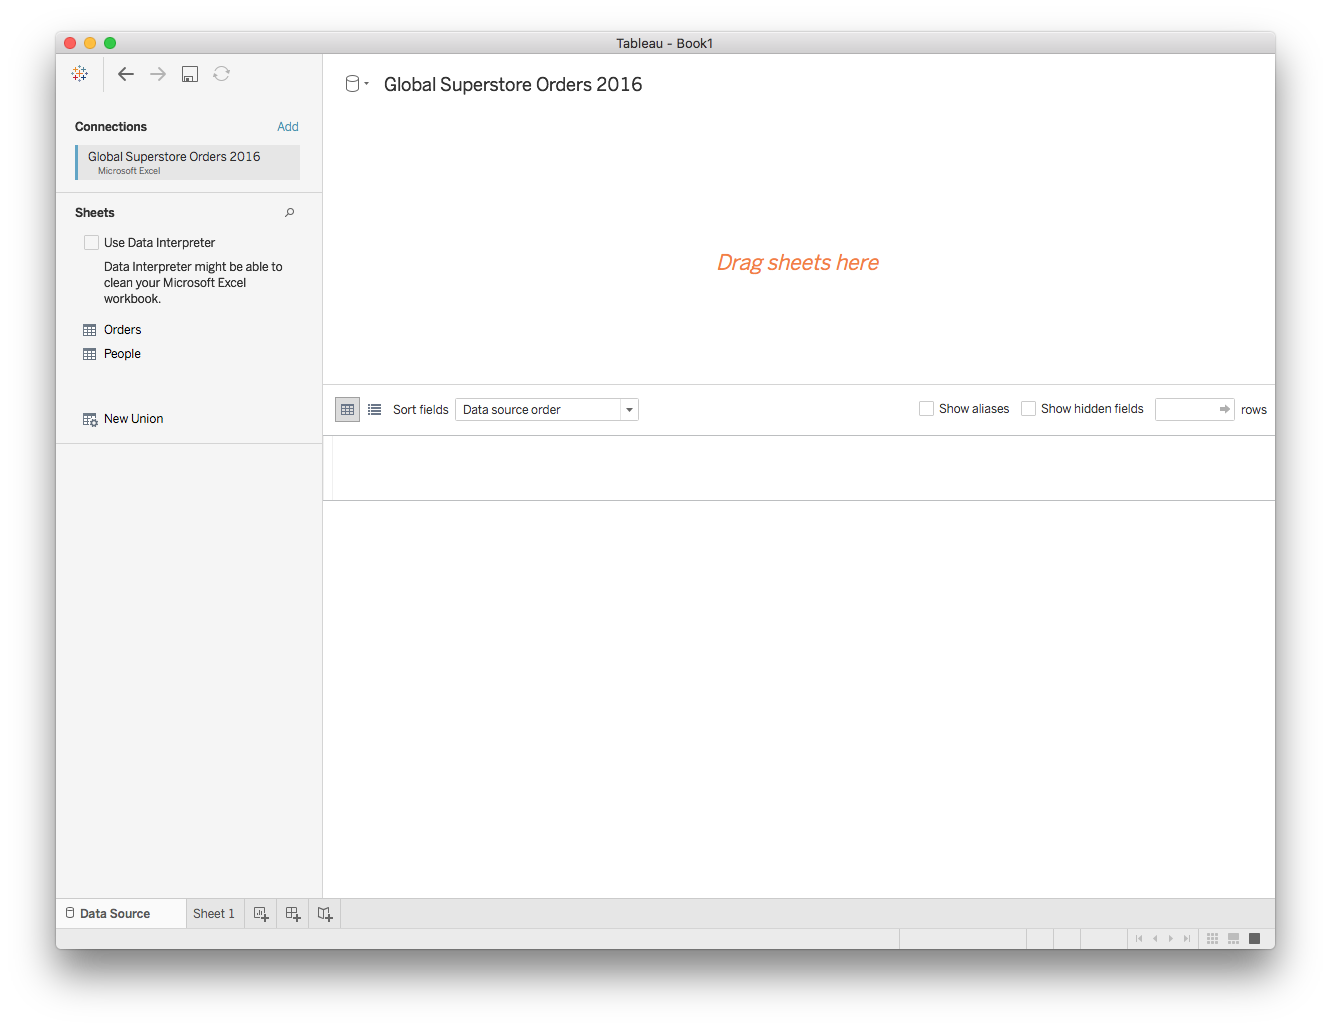 Tableau - Book1
Global Superstore Orders 2016
Connections
Add
Global Superstore Orders 2016
Microsoft Excel
Sheets
Use Data Interpreter
Data Interpreter might be able to
clean your Microsoft Excel
workbook.
Orders
People
New Union
Drag sheets here
Sort fields
Data source order
Show aliases
Show hidden fields
rows
Data Source
Sheet 1